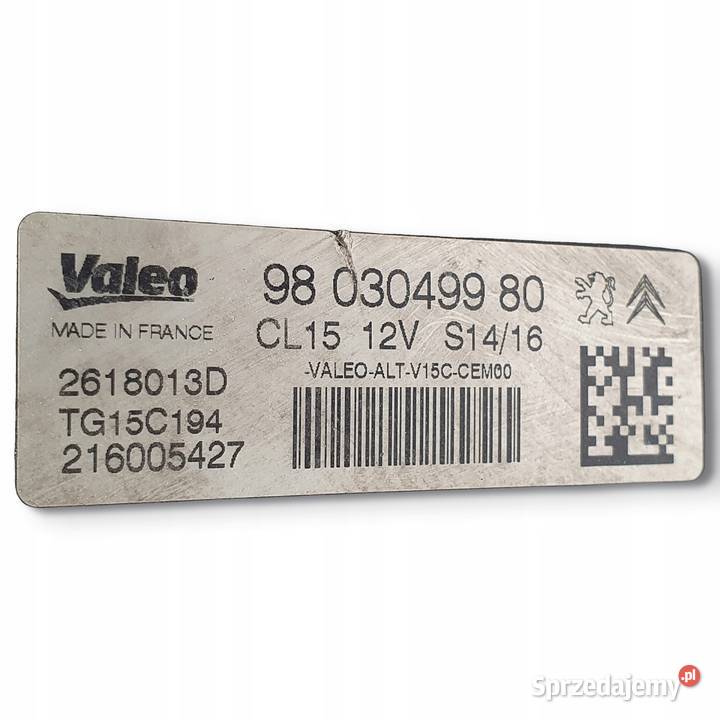 Valeo
MADE IN FRANCE
2618013D
TG15C194
216005427
98 030499 80
CL15 12V S14/16
-VALEO-ALT-V15C-CEM00
Sprzedajemy.pl